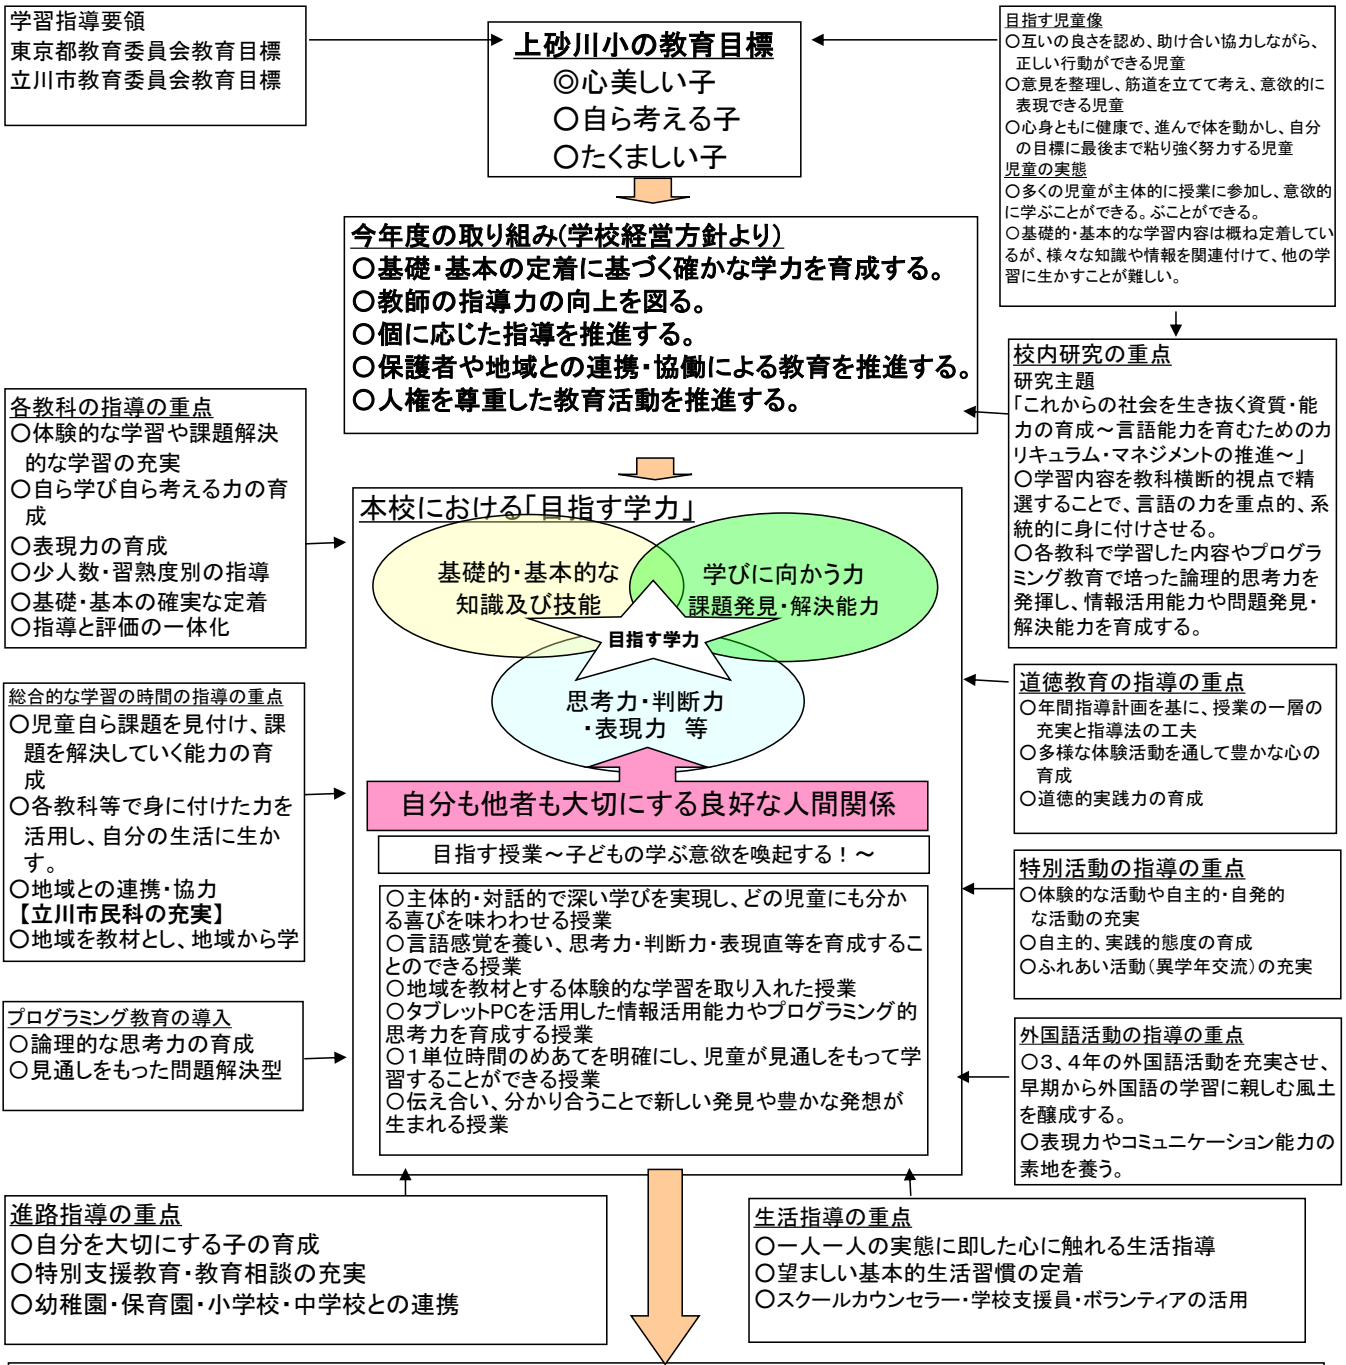 学習指導要領
東京都教育委員会教育目標
立川市教育委員会教育目標
上砂川小の教育目標
◎心美しい子
○自ら考える子
○たくましい子
目指す児童像
○互いの良さを認め、助け合い協力しながら、
正しい行動ができる児童
○意見を整理し、筋道を立てて考え、意欲的に
表現できる児童
○心身ともに健康で、進んで体を動かし、自分
の目標に最後まで粘り強く努力する児童
児童の実態
○多くの児童が主体的に授業に参加し、意欲的
に学ぶことができる。ぶことができる。
○基礎的・基本的な学習内容は概ね定着してい
るが、様々な知識や情報を関連付けて、他の学
習に生かすことが難しい。
今年度の取り組み(学校経営方針より)
○基礎・基本の定着に基づく確かな学力を育成する。
○教師の指導力の向上を図る。
○個に応じた指導を推進する。
○保護者や地域との連携・協働による教育を推進する。
○人権を尊重した教育活動を推進する。
校内研究の重点
研究主題
「これからの社会を生き抜く資質・能
力の育成～言語能力を育むためのカ
リキュラム・マネジメントの推進～」
○学習内容を教科横断的視点で精
選することで、言語の力を重点的、系
統的に身に付けさせる。
○各教科で学習した内容やプログラ
ミング教育で培った論理的思考力を
発揮し、情報活用能力や問題発見・
解決能力を育成する。
各教科の指導の重点
○体験的な学習や課題解決
的な学習の充実
○自ら学び自ら考える力の育
成
○表現力の育成
○少人数・習熟度別の指導
○基礎・基本の確実な定着
○指導と評価の一体化
本校における「目指す学力」
基礎的・基本的な
知識及び技能
学びに向かう力
課題発見・解決能力
目指す学力
思考力・判断力
・表現力 等
自分も他者も大切にする良好な人間関係
目指す授業～子どもの学ぶ意欲を喚起する！～
○主体的・対話的で深い学びを実現し、どの児童にも分か
る喜びを味わわせる授業
○言語感覚を養い、思考力・判断力・表現直等を育成するこ
とのできる授業
○地域を教材とする体験的な学習を取り入れた授業
○タブレットPCを活用した情報活用能力やプログラミング的
思考力を育成する授業
○１単位時間のめあてを明確にし、児童が見通しをもって学
習することができる授業
○伝え合い、分かり合うことで新しい発見や豊かな発想が
生まれる授業
総合的な学習の時間の指導の重点
○児童自ら課題を見付け、課
題を解決していく能力の育
成
○各教科等で身に付けた力を
活用し、自分の生活に生か
す。
○地域との連携・協力
【立川市民科の充実】
○地域を教材とし、地域から学
プログラミング教育の導入
○論理的な思考力の育成
○見通しをもった問題解決型
道徳教育の指導の重点
○年間指導計画を基に、授業の一層の
充実と指導法の工夫
○多様な体験活動を通して豊かな心の
育成
○道徳的実践力の育成
特別活動の指導の重点
○体験的な活動や自主的・自発的
な活動の充実
○自主的、実践的態度の育成
○ふれあい活動(異学年交流)の充実
外国語活動の指導の重点
○３、４年の外国語活動を充実させ、
早期から外国語の学習に親しむ風土
を醸成する。
○表現力やコミュニケーション能力の
素地を養う。
進路指導の重点
○自分を大切にする子の育成
○特別支援教育・教育相談の充実
○幼稚園・保育園・小学校・中学校との連携
生活指導の重点
○一人一人の実態に即した心に触れる生活指導
○望ましい基本的生活習慣の定着
○スクールカウンセラー・学校支援員・ボランティアの活用